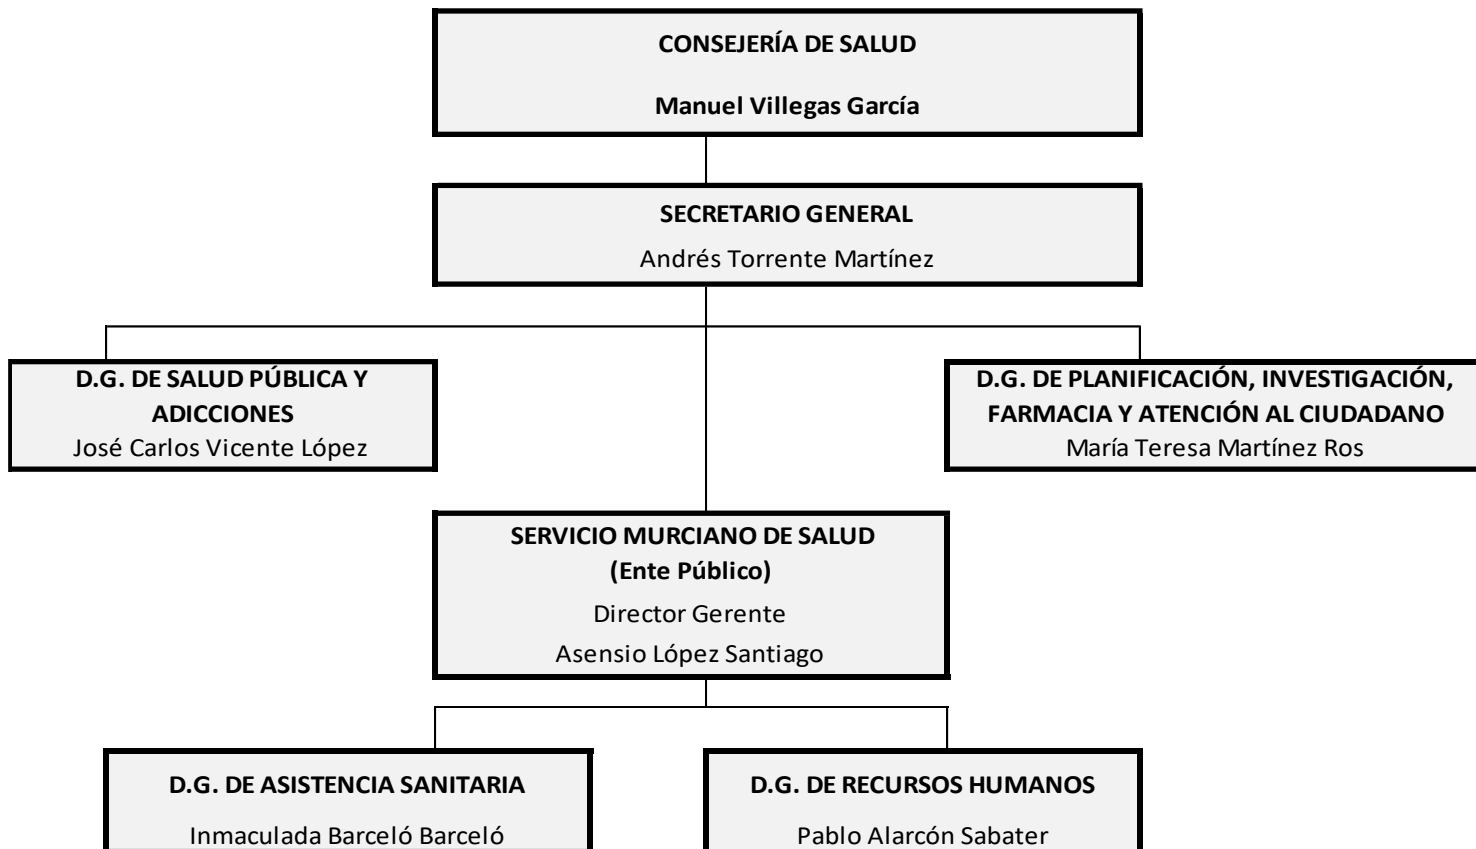 CONSEJERÍA DE SALUD
Manuel Villegas García
SECRETARIO GENERAL
Andrés Torrente Martínez
D.G. DE SALUD PÚBLICA Y
ADICCIONES
José Carlos Vicente López
D.G. DE PLANIFICACIÓN, INVESTIGACIÓN,
FARMACIA Y ATENCIÓN AL CIUDADANO
María Teresa Martínez Ros
SERVICIO MURCIANO DE SALUD
(Ente Público)
Director Gerente
Asensio López Santiago
D.G. DE ASISTENCIA SANITARIA
Inmaculada Barceló Barceló
D.G. DE RECURSOS HUMANOS
Pablo Alarcón Sabater